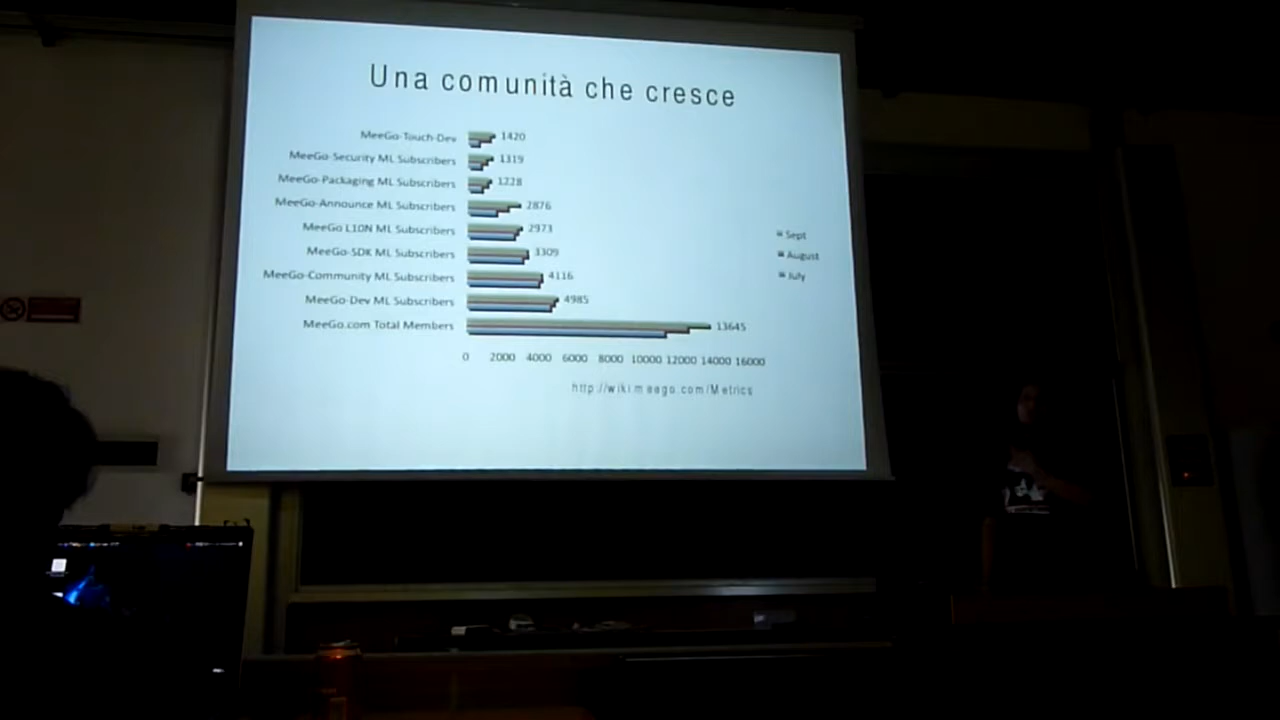 Una comunità che cresce
MeeGo-Touch-Dev 1420
MeeGo-Security ML Subscribers 1319
MeeGo-Packaging ML Subscribers 1228
MeeGo-Announce ML Subscribers 2876
MeeGo L10N ML Subscribers 2973
MeeGo-SDK ML Subscribers 3309
MeeGo-Community ML Subscribers 4116
MeeGo-Dev ML Subscribers 4985
MeeGo.com Total Members 13645
0 2000 4000 6000 8000 10000 12000 14000 16000
Sept
August
July
http://wiki.meego.com/Metrics